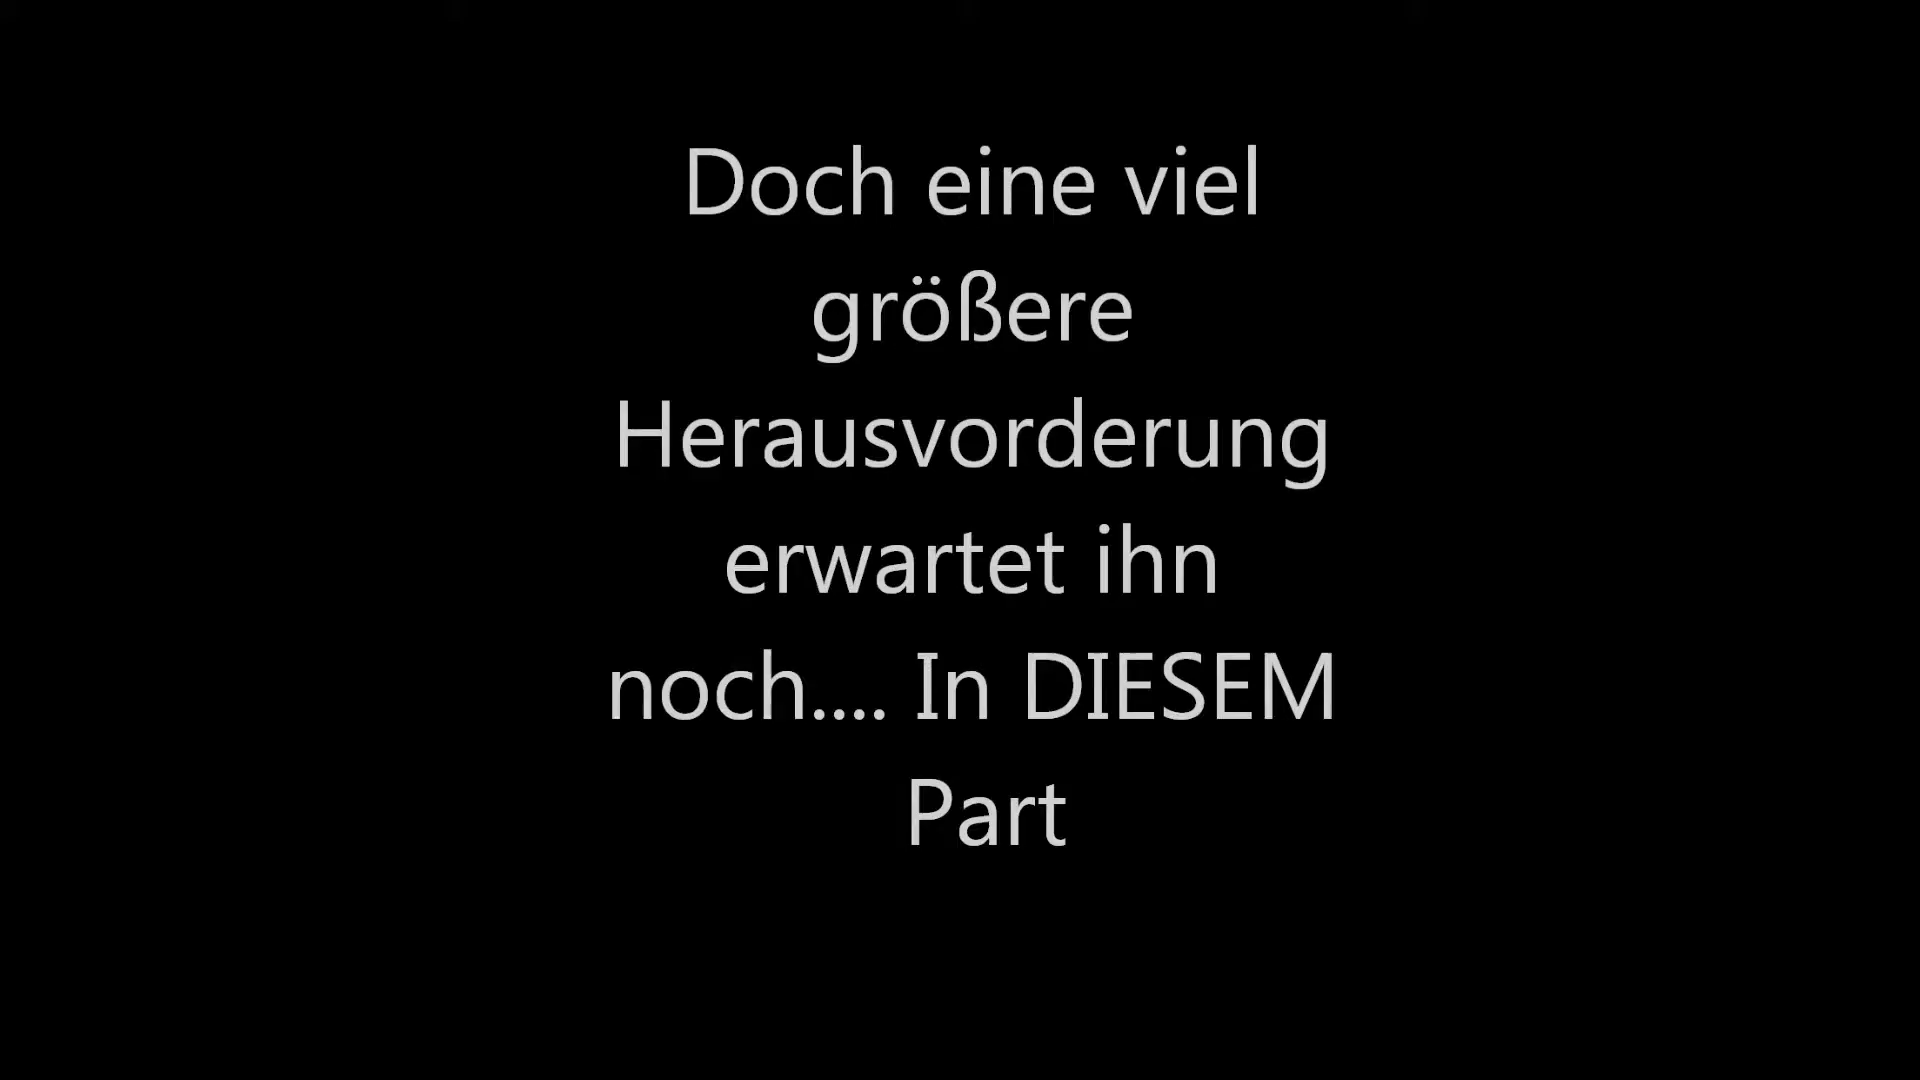 Doch eine viel
größere
Herausvorderung
erwartet ihn
noch.... In DIESEM
Part